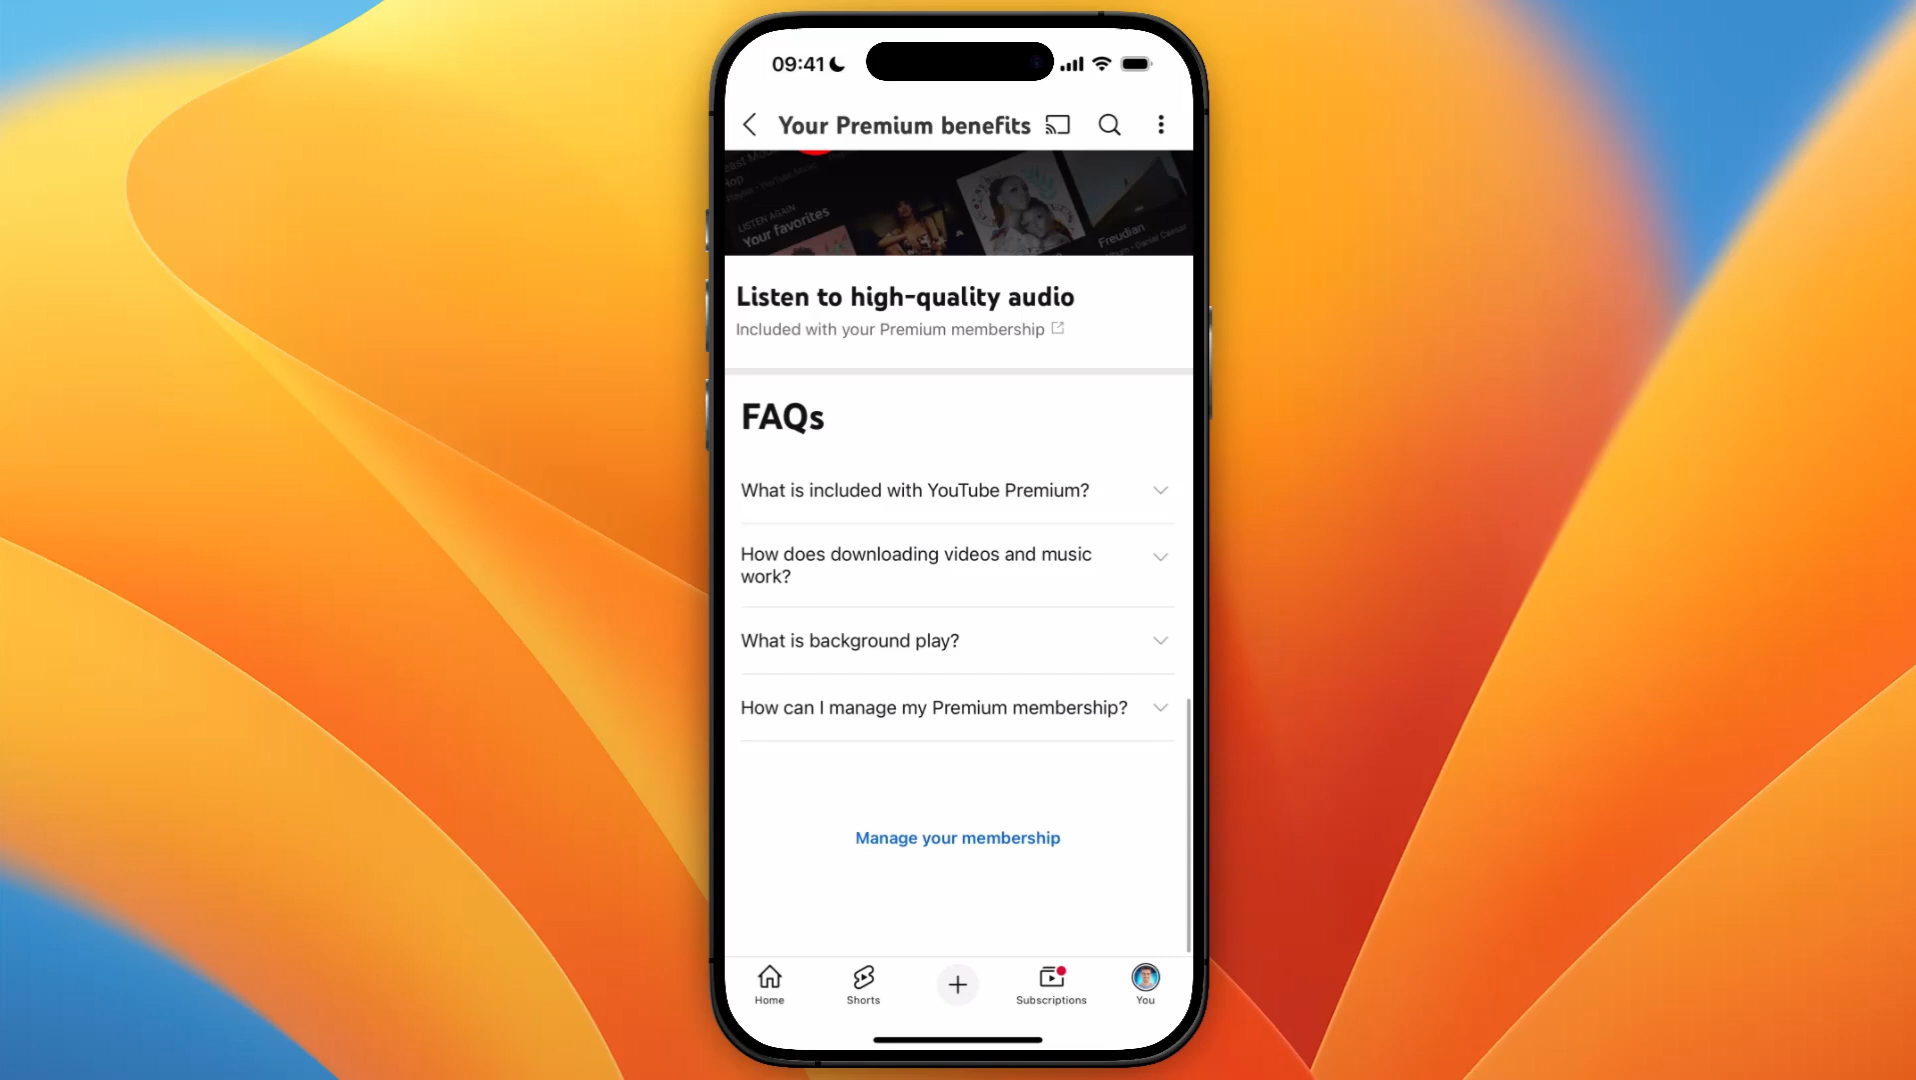 09:41
Your Premium benefits
LISTEN AGAIN
Your favorites
Freudian
Listen to high-quality audio
Included with your Premium membership
FAQs
What is included with YouTube Premium?
How does downloading videos and music
work?
What is background play?
How can I manage my Premium membership?
Manage your membership
Home
Shorts
Subscriptions
You